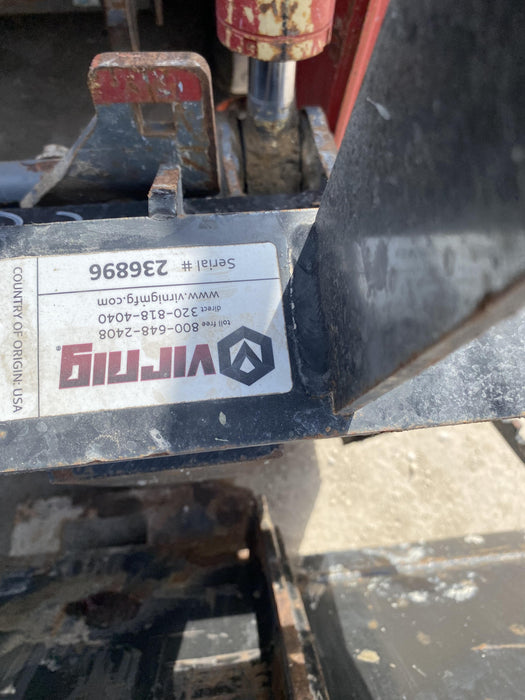 virnig
toll free 800-648-2408
direct 320-818-4040
www.virnigmfg.com
Serial # 236896
COUNTRY OF ORIGIN: USA